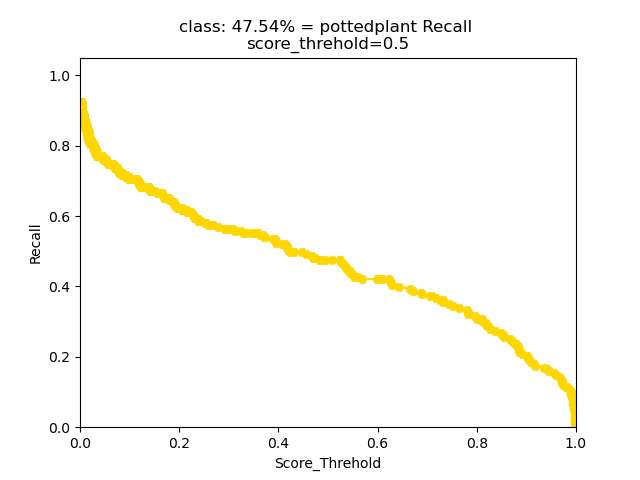 class: 47.54% = pottedplant Recall
score_threhold=0.5
1.0
0.8
0.6
0.4
0.2
0.0
Recall
0.0 0.2 0.4 0.6 0.8 1.0
Score_Threhold